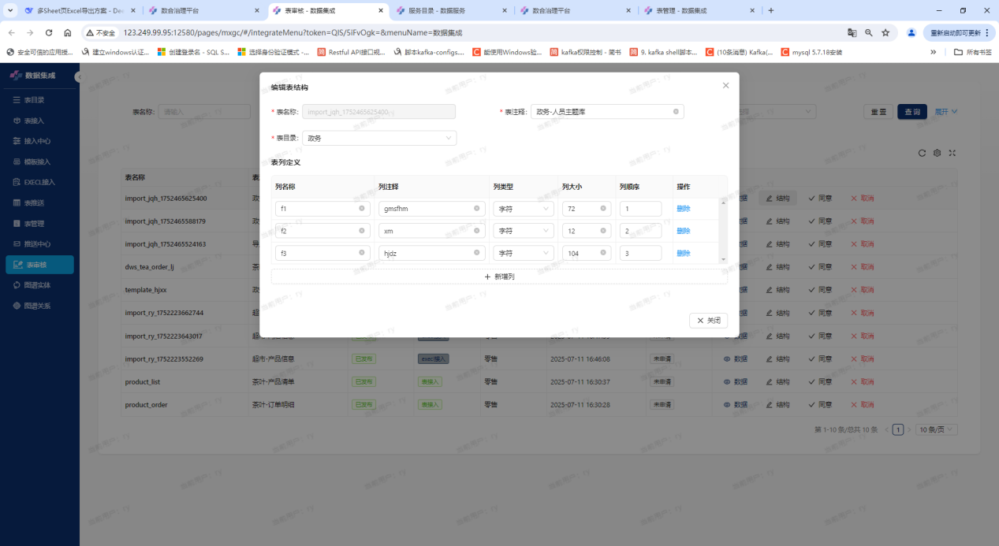 多Sheet页Excel导出方案 - De
数合治理平台
表审核 - 数据集成
服务目录 - 数据服务
数合治理平台
表管理 - 数据集成
不安全
123.249.99.95:12580/pages/mxgc/#/integrateMenu?token=QIS/5IFvOgk=&menuName=数据集成
重新启动即可更新
安全可信的应用授...
建立windows认证...
创建登录名 - SQL S...
选择身份验证模式 -...
Restful API接口规...
脚本kafka-configs....
能使用Windows验...
kafka权限控制 - 简书
9. kafka shell脚本...
(10条消息) Kafka(...
mysql 5.7.18安装
所有书签
数据集成
表目录
表接入
接入中心
模板接入
EXECL接入
表推送
表管理
推送中心
表审核
图谱实体
图谱关系
表名称:
请输入
重 置
查 询
展开
编辑表结构
* 表名称:
import_jqh_1752465625400
* 表注释:
政务-人员主题库
* 表目录:
政务
表列定义
列名称 列注释 列类型 列大小 列顺序 操作
f1 gmsfhm 字符 72 1 删除
f2 xm 字符 12 2 删除
f3 hjdz 字符 104 3 删除
+ 新增列
关闭
表名称
import_jqh_1752465625400 结构 同意 取消
import_jqh_1752465588179 结构 同意 取消
import_jqh_1752465524163 结构 同意 取消
dws_tea_order_lj 结构 同意 取消
template_hjxx 结构 同意 取消
import_ry_1752223662744 结构 同意 取消
import_ry_1752223643017 数据 结构 同意 取消
import_ry_1752223552269 超市-产品信息 已发布 exec接入 零售 2025-07-11 16:46:08 未申请 数据 结构 同意 取消
product_list 茶叶-产品清单 已发布 表接入 零售 2025-07-11 16:30:37 未申请 数据 结构 同意 取消
product_order 茶叶-订单明细 已发布 表接入 零售 2025-07-11 16:30:28 未申请 数据 结构 同意 取消
第 1-10 条/总共 10 条
1
10 条/页
当前用户：ry